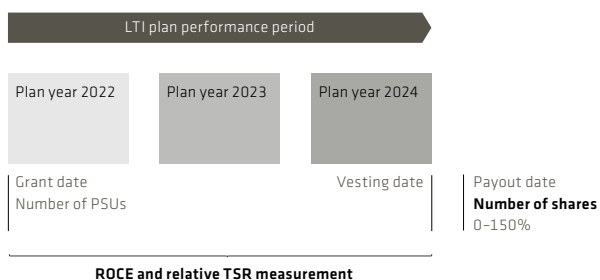 LTI plan performance period
Plan year 2022
Plan year 2023
Plan year 2024
Grant date
Number of PSUs
Vesting date
Payout date
Number of shares
0–150%
ROCE and relative TSR measurement